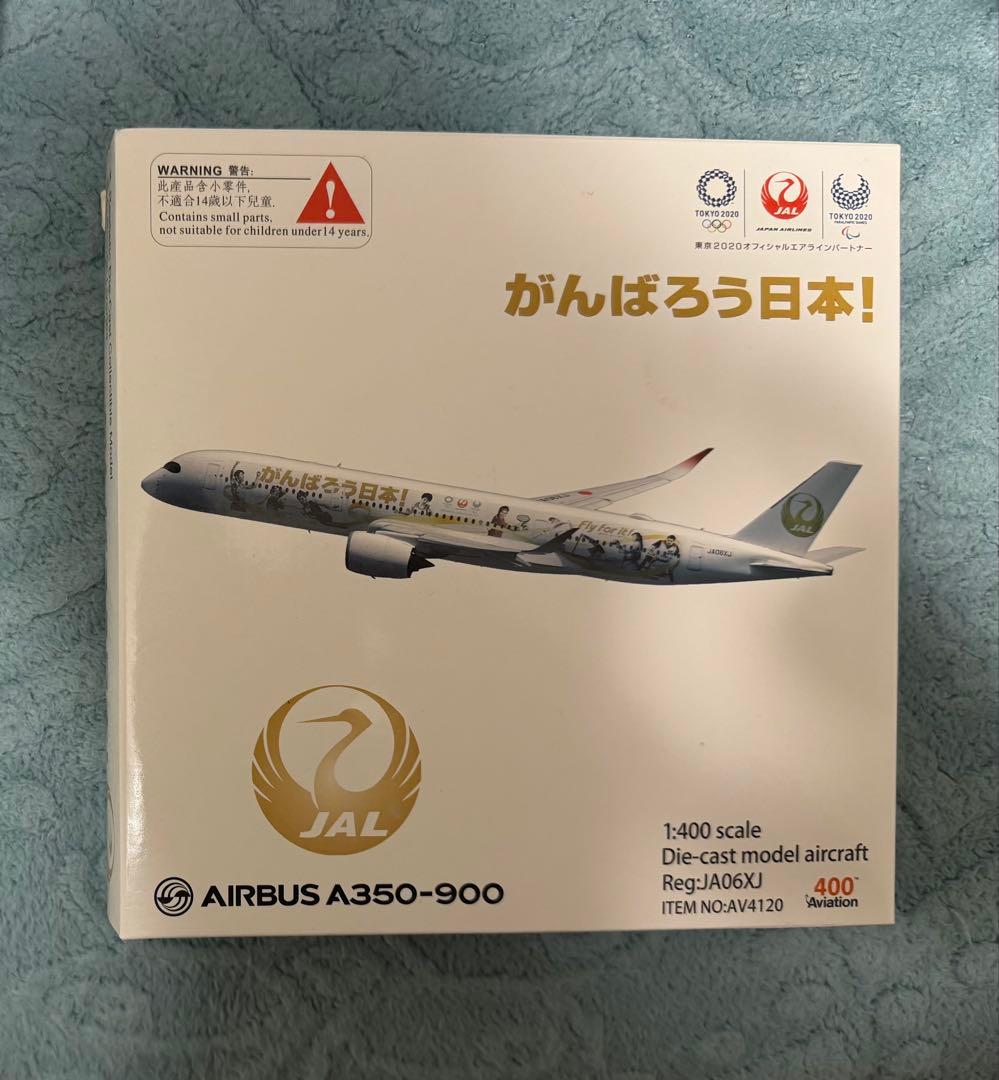 WARNING 警告:
此產品含小零件,
不適合14歲以下兒童.
Contains small parts,
not suitable for children under14 years.
TOKYO 2020
JAL
JAPAN AIRLINES
TOKYO 2020
PARALYMPIC GAMES
東京2020オフィシャルエアラインパートナー
がんばろう日本!
がんばろう日本!
Fly for it!
JA06XJ
JAL
JAL
AIRBUS A350-900
1:400 scale
Die-cast model aircraft
Reg:JA06XJ
ITEM NO:AV4120
400™
Aviation